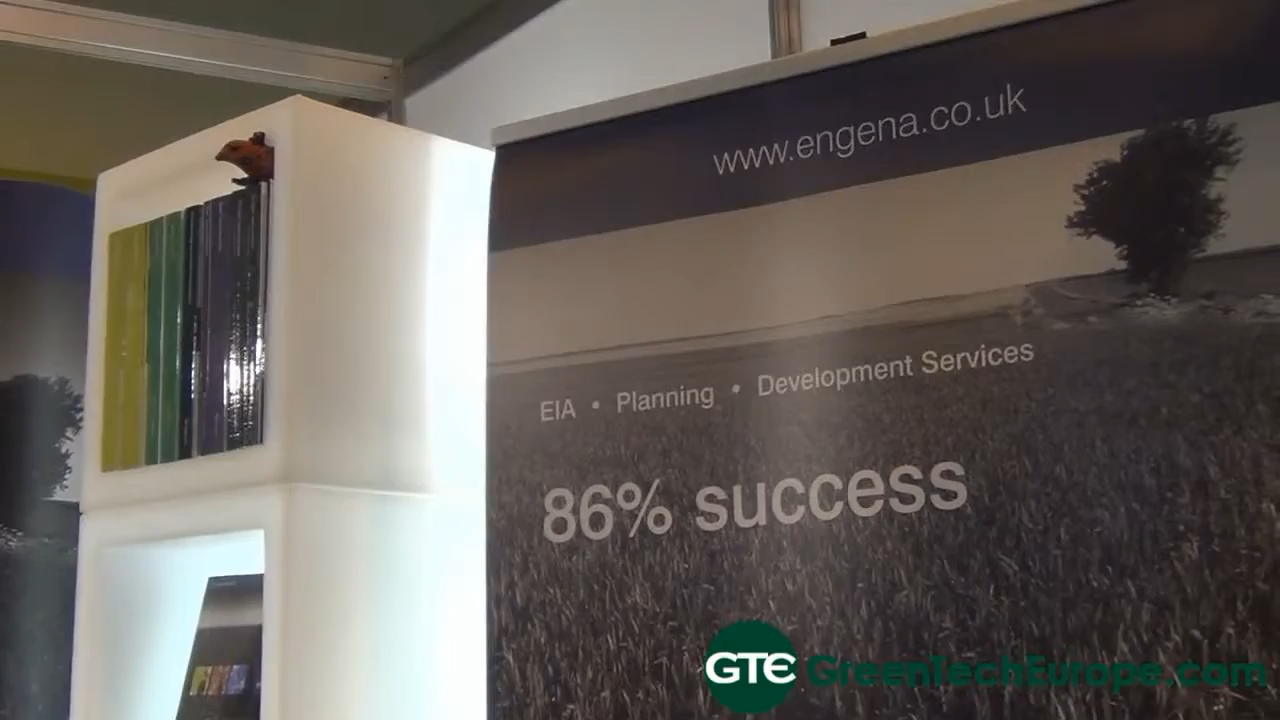 www.engena.co.uk
EIA • Planning • Development Services
86% success
GTE GreenTechEurope.com